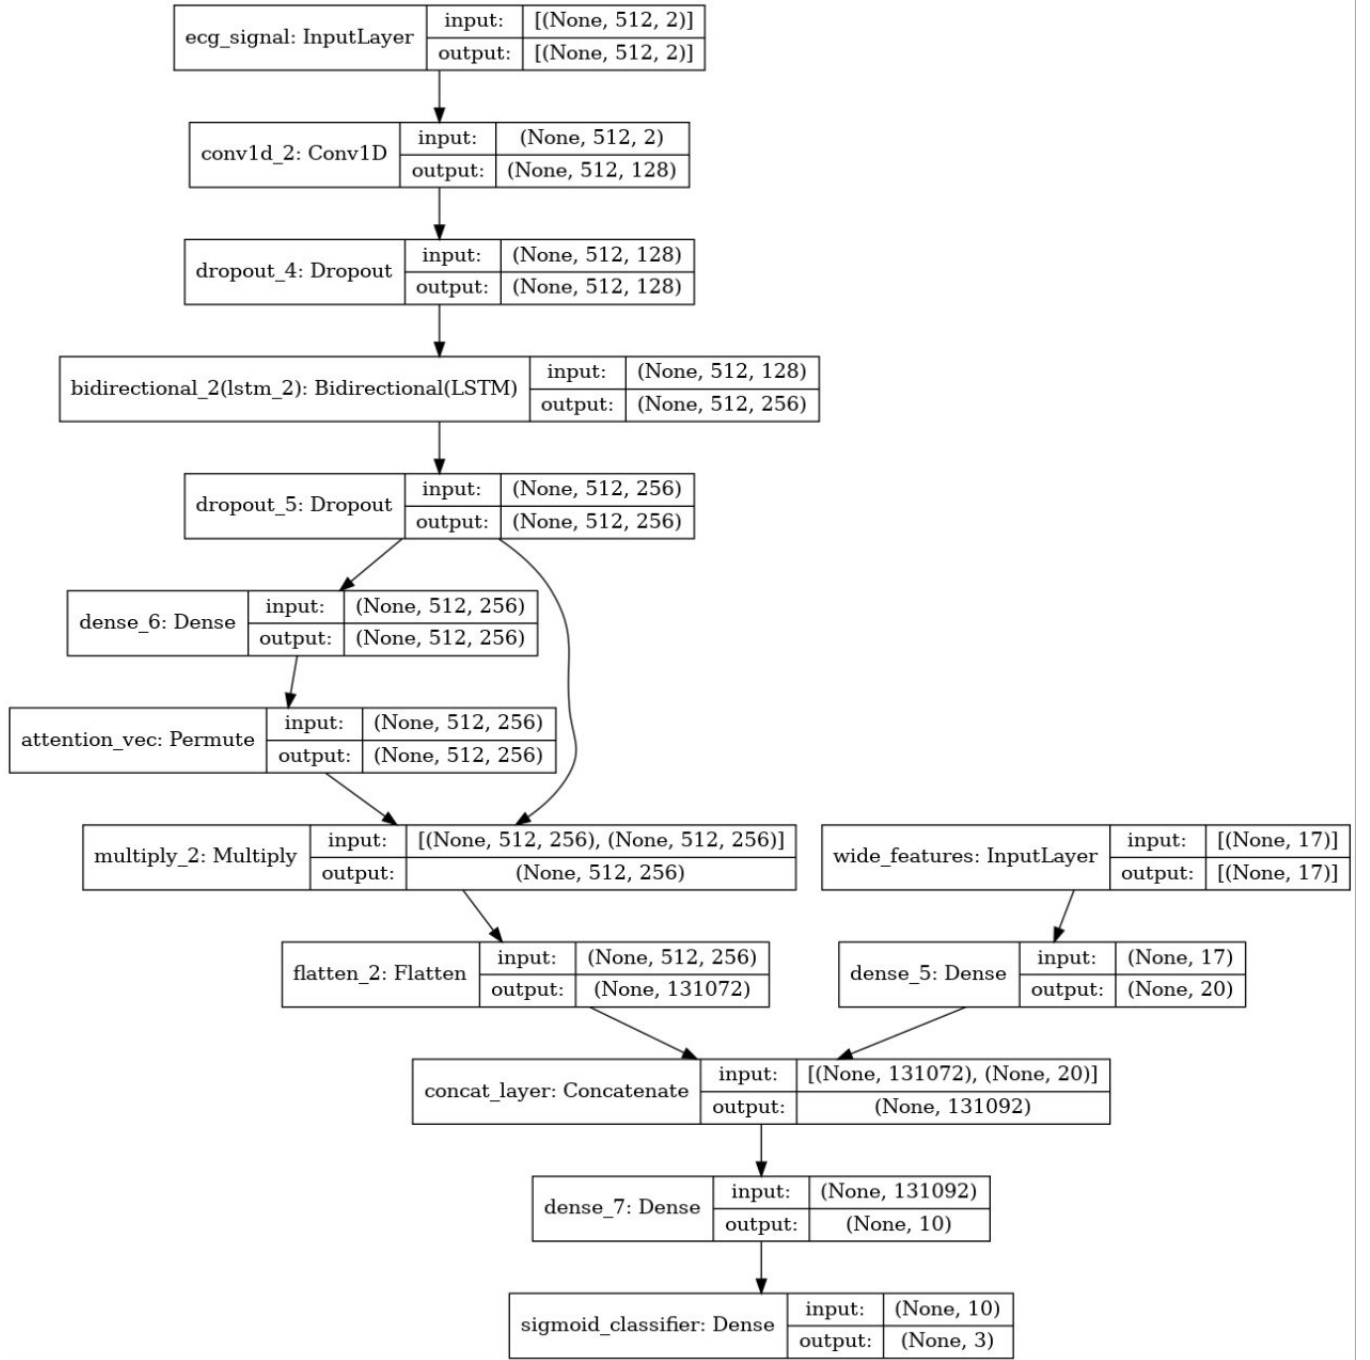 ecg_signal: InputLayer
input: [(None, 512, 2)]
output: [(None, 512, 2)]
conv1d_2: Conv1D
input: (None, 512, 2)
output: (None, 512, 128)
dropout_4: Dropout
input: (None, 512, 128)
output: (None, 512, 128)
bidirectional_2(lstm_2): Bidirectional(LSTM)
input: (None, 512, 128)
output: (None, 512, 256)
dropout_5: Dropout
input: (None, 512, 256)
output: (None, 512, 256)
dense_6: Dense
input: (None, 512, 256)
output: (None, 512, 256)
attention_vec: Permute
input: (None, 512, 256)
output: (None, 512, 256)
multiply_2: Multiply
input: [(None, 512, 256), (None, 512, 256)]
output: (None, 512, 256)
wide_features: InputLayer
input: [(None, 17)]
output: [(None, 17)]
flatten_2: Flatten
input: (None, 512, 256)
output: (None, 131072)
dense_5: Dense
input: (None, 17)
output: (None, 20)
concat_layer: Concatenate
input: [(None, 131072), (None, 20)]
output: (None, 131092)
dense_7: Dense
input: (None, 131092)
output: (None, 10)
sigmoid_classifier: Dense
input: (None, 10)
output: (None, 3)